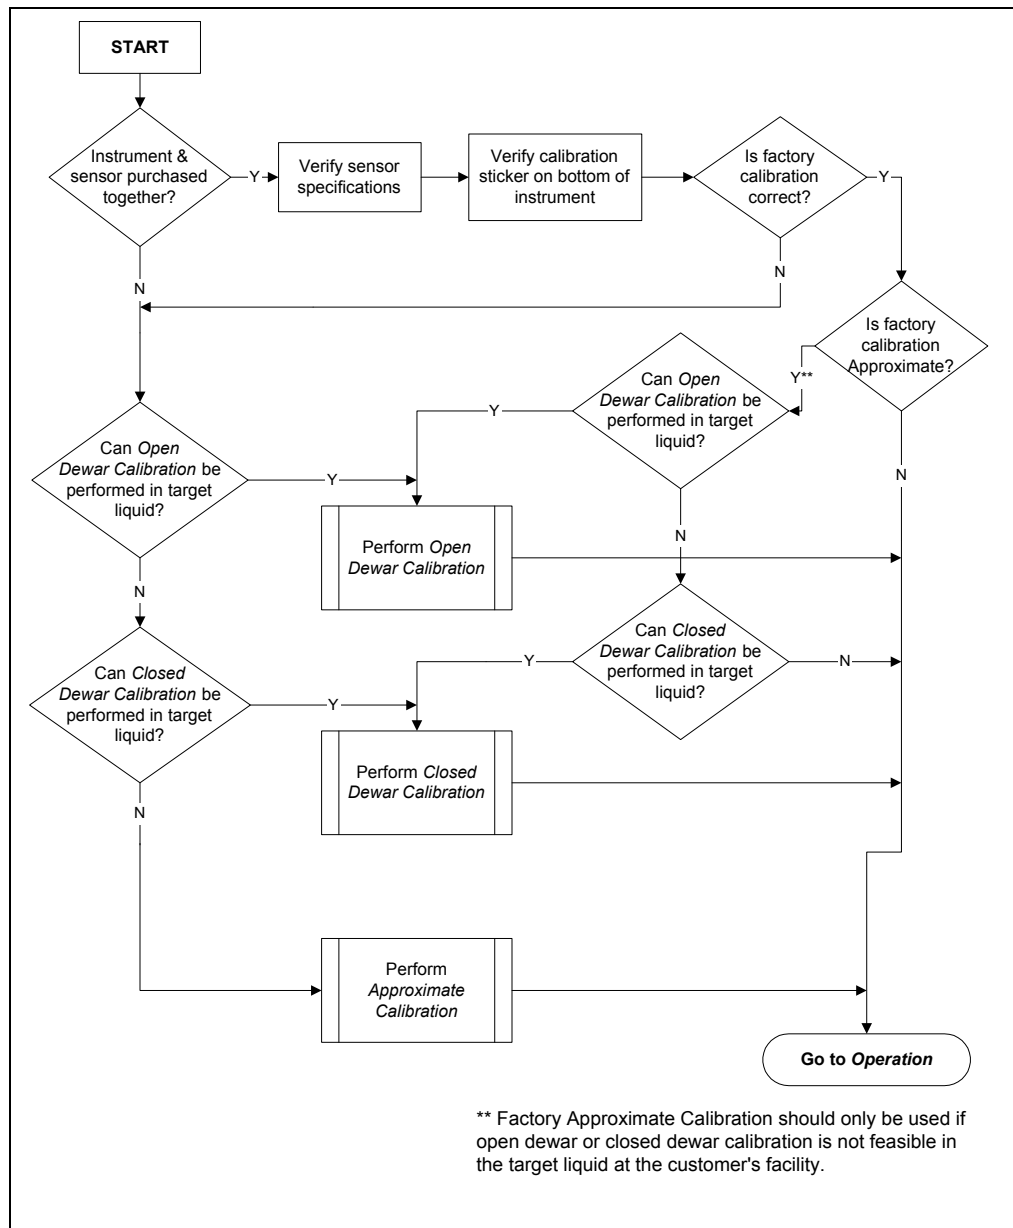 START
Instrument &
sensor purchased
together?
Y
Verify sensor
specifications
Verify calibration
sticker on bottom of
instrument
Is factory
calibration
correct?
Y
N
N
Is factory
calibration
Approximate?
Y**
Can Open
Dewar Calibration be
performed in target
liquid?
Y
N
N
Can Open
Dewar Calibration be
performed in target
liquid?
Y
Perform Open
Dewar Calibration
N
Can Closed
Dewar Calibration be
performed in target
liquid?
Y
N
Can Closed
Dewar Calibration be
performed in target
liquid?
Y
Perform Closed
Dewar Calibration
N
Perform
Approximate
Calibration
Go to Operation
** Factory Approximate Calibration should only be used if
open dewar or closed dewar calibration is not feasible in
the target liquid at the customer's facility.